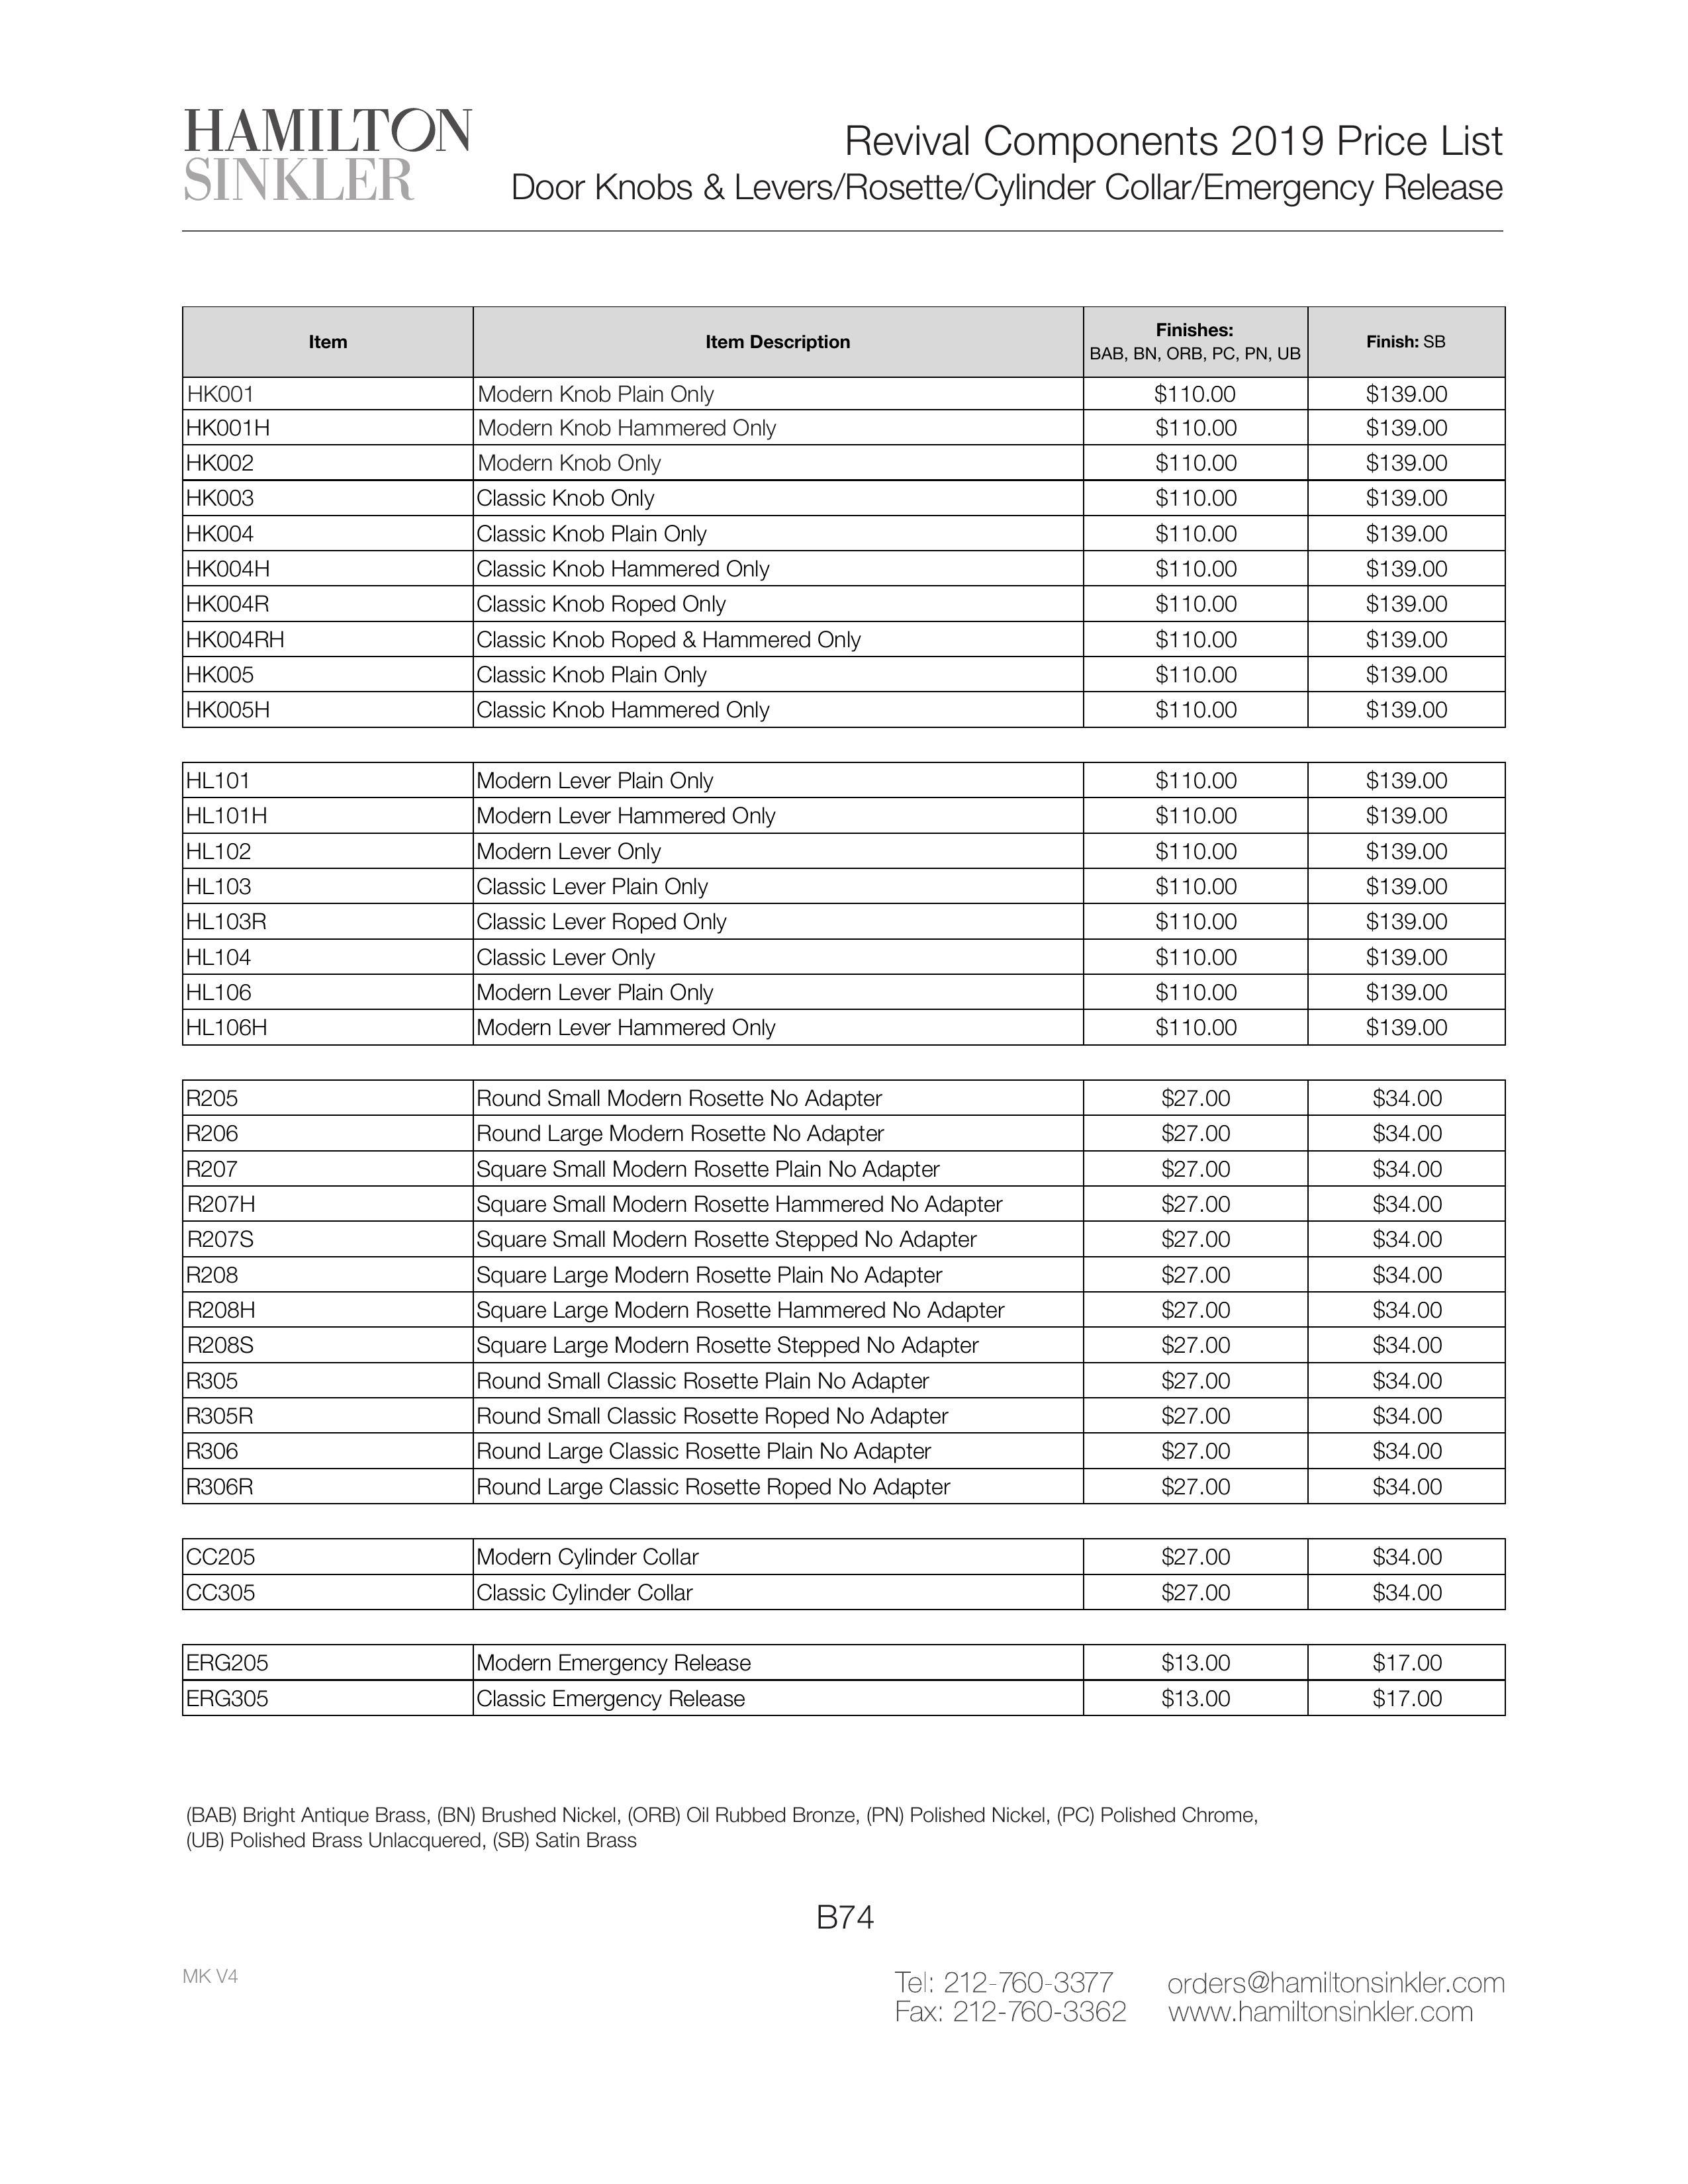 HAMILTON
SINKLER
Revival Components 2019 Price List
Door Knobs & Levers/Rosette/Cylinder Collar/Emergency Release
Item Item Description Finishes: BAB, BN, ORB, PC, PN, UB Finish: SB
HK001 Modern Knob Plain Only $110.00 $139.00
HK001H Modern Knob Hammered Only $110.00 $139.00
HK002 Modern Knob Only $110.00 $139.00
HK003 Classic Knob Only $110.00 $139.00
HK004 Classic Knob Plain Only $110.00 $139.00
HK004H Classic Knob Hammered Only $110.00 $139.00
HK004R Classic Knob Roped Only $110.00 $139.00
HK004RH Classic Knob Roped & Hammered Only $110.00 $139.00
HK005 Classic Knob Plain Only $110.00 $139.00
HK005H Classic Knob Hammered Only $110.00 $139.00
HL101 Modern Lever Plain Only $110.00 $139.00
HL101H Modern Lever Hammered Only $110.00 $139.00
HL102 Modern Lever Only $110.00 $139.00
HL103 Classic Lever Plain Only $110.00 $139.00
HL103R Classic Lever Roped Only $110.00 $139.00
HL104 Classic Lever Only $110.00 $139.00
HL106 Modern Lever Plain Only $110.00 $139.00
HL106H Modern Lever Hammered Only $110.00 $139.00
R205 Round Small Modern Rosette No Adapter $27.00 $34.00
R206 Round Large Modern Rosette No Adapter $27.00 $34.00
R207 Square Small Modern Rosette Plain No Adapter $27.00 $34.00
R207H Square Small Modern Rosette Hammered No Adapter $27.00 $34.00
R207S Square Small Modern Rosette Stepped No Adapter $27.00 $34.00
R208 Square Large Modern Rosette Plain No Adapter $27.00 $34.00
R208H Square Large Modern Rosette Hammered No Adapter $27.00 $34.00
R208S Square Large Modern Rosette Stepped No Adapter $27.00 $34.00
R305 Round Small Classic Rosette Plain No Adapter $27.00 $34.00
R305R Round Small Classic Rosette Roped No Adapter $27.00 $34.00
R306 Round Large Classic Rosette Plain No Adapter $27.00 $34.00
R306R Round Large Classic Rosette Roped No Adapter $27.00 $34.00
CC205 Modern Cylinder Collar $27.00 $34.00
CC305 Classic Cylinder Collar $27.00 $34.00
ERG205 Modern Emergency Release $13.00 $17.00
ERG305 Classic Emergency Release $13.00 $17.00
(BAB) Bright Antique Brass, (BN) Brushed Nickel, (ORB) Oil Rubbed Bronze, (PN) Polished Nickel, (PC) Polished Chrome,
(UB) Polished Brass Unlacquered, (SB) Satin Brass
B74
MK V4
Tel: 212-760-3377 orders@hamiltonsinkler.com
Fax: 212-760-3362 www.hamiltonsinkler.com